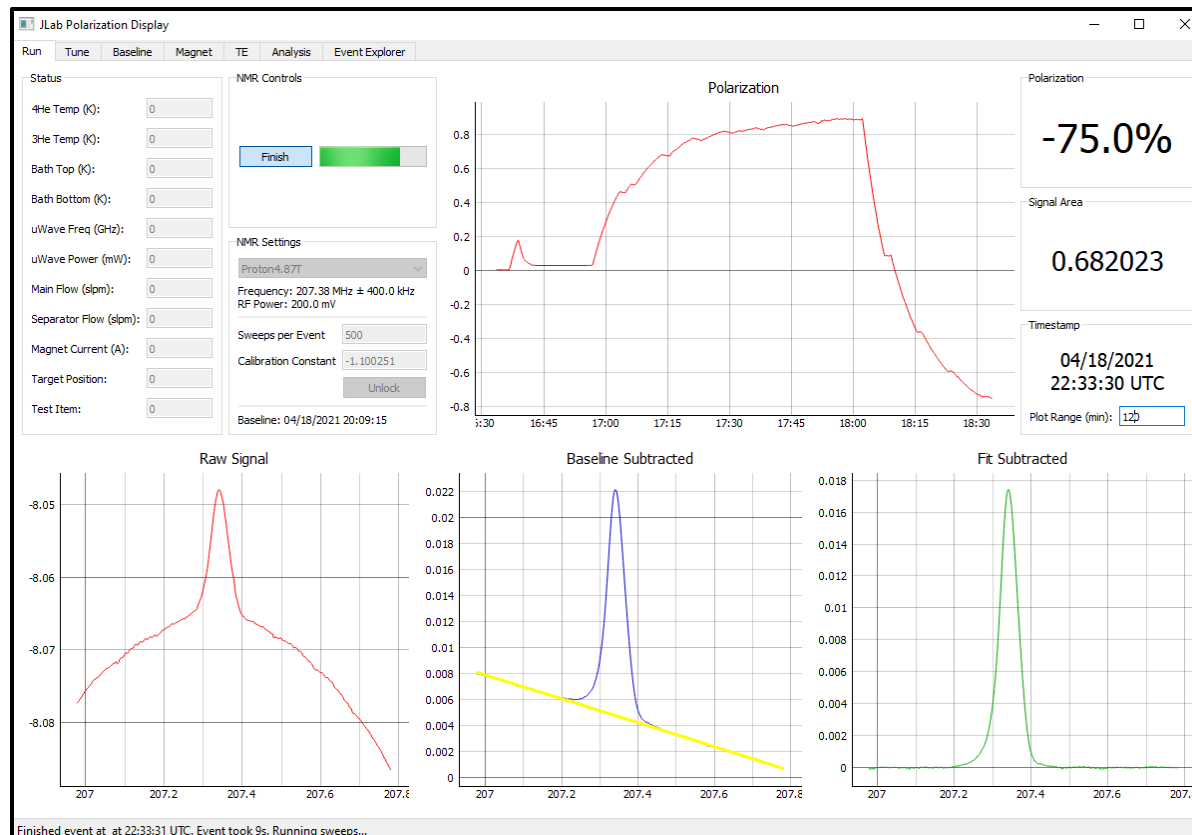 JLab Polarization Display
Run Tune Baseline Magnet TE Analysis Event Explorer
Status
4He Temp (K): 0
3He Temp (K): 0
Bath Top (K): 0
Bath Bottom (K): 0
uWave Freq (GHz): 0
uWave Power (mW): 0
Main Flow (slpm): 0
Separator Flow (slpm): 0
Magnet Current (A): 0
Target Position: 0
Test Item: 0
NMR Controls
Finish
NMR Settings
Proton4.87T
Frequency: 207.38 MHz ± 400.0 kHz
RF Power: 200.0 mV
Sweeps per Event 500
Calibration Constant -1.100251
Unlock
Baseline: 04/18/2021 20:09:15
Polarization
0.8
0.6
0.4
0.2
0
-0.2
-0.4
-0.6
-0.8
5:30 16:45 17:00 17:15 17:30 17:45 18:00 18:15 18:30
Polarization
-75.0%
Signal Area
0.682023
Timestamp
04/18/2021
22:33:30 UTC
Plot Range (min): 120
Raw Signal
-8.05
-8.06
-8.07
-8.08
207 207.2 207.4 207.6 207.8
Baseline Subtracted
0.022
0.02
0.018
0.016
0.014
0.012
0.01
0.008
0.006
0.004
0.002
0
207 207.2 207.4 207.6 207.8
Fit Subtracted
0.018
0.016
0.014
0.012
0.01
0.008
0.006
0.004
0.002
0
207 207.2 207.4 207.6 207.
Finished event at at 22:33:31 UTC. Event took 9s. Running sweeps...